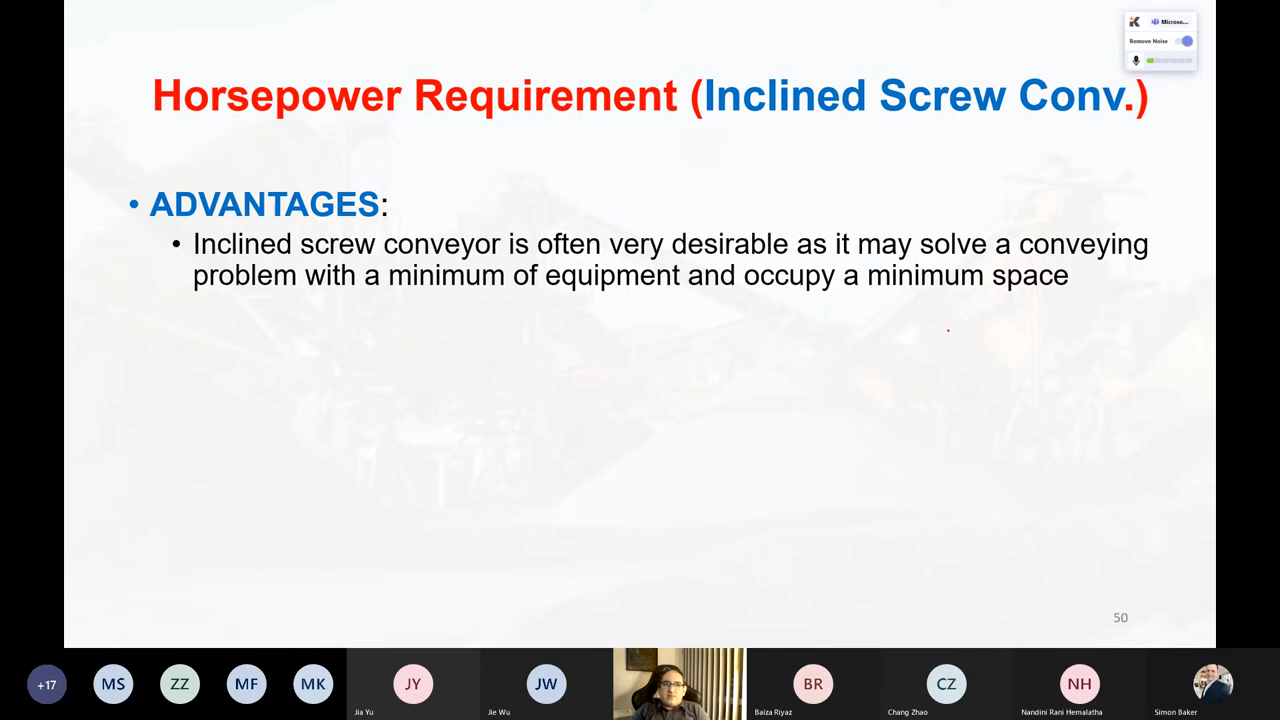 Microso...
Remove Noise
Horsepower Requirement (Inclined Screw Conv.)
• ADVANTAGES:
• Inclined screw conveyor is often very desirable as it may solve a conveying
problem with a minimum of equipment and occupy a minimum space
50
+17
MS
ZZ
MF
MK
JY
JW
BR
CZ
NH
Jia Yu
Jie Wu
Baiza Riyaz
Chang Zhao
Nandini Rani Hemalatha
Simon Baker